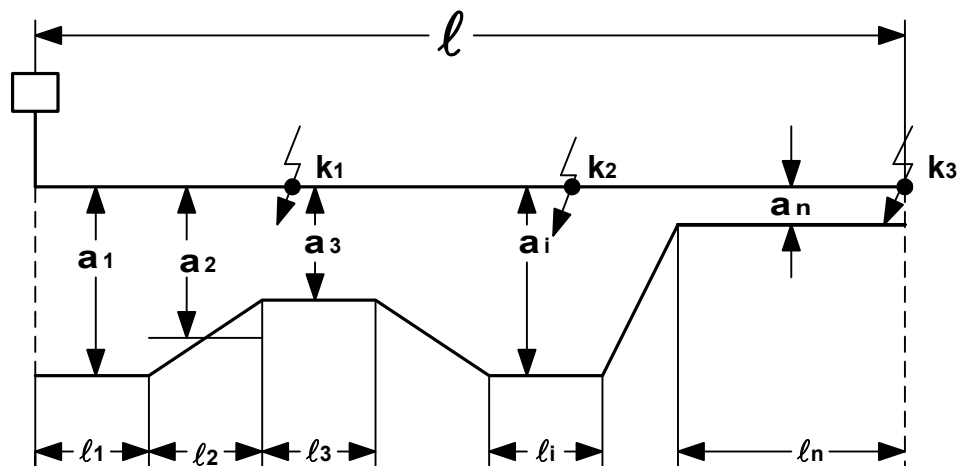 ℓ
k1 k2 k3
an
a1 a2 a3 ai
ℓ1 ℓ2 ℓ3 ℓi ℓn